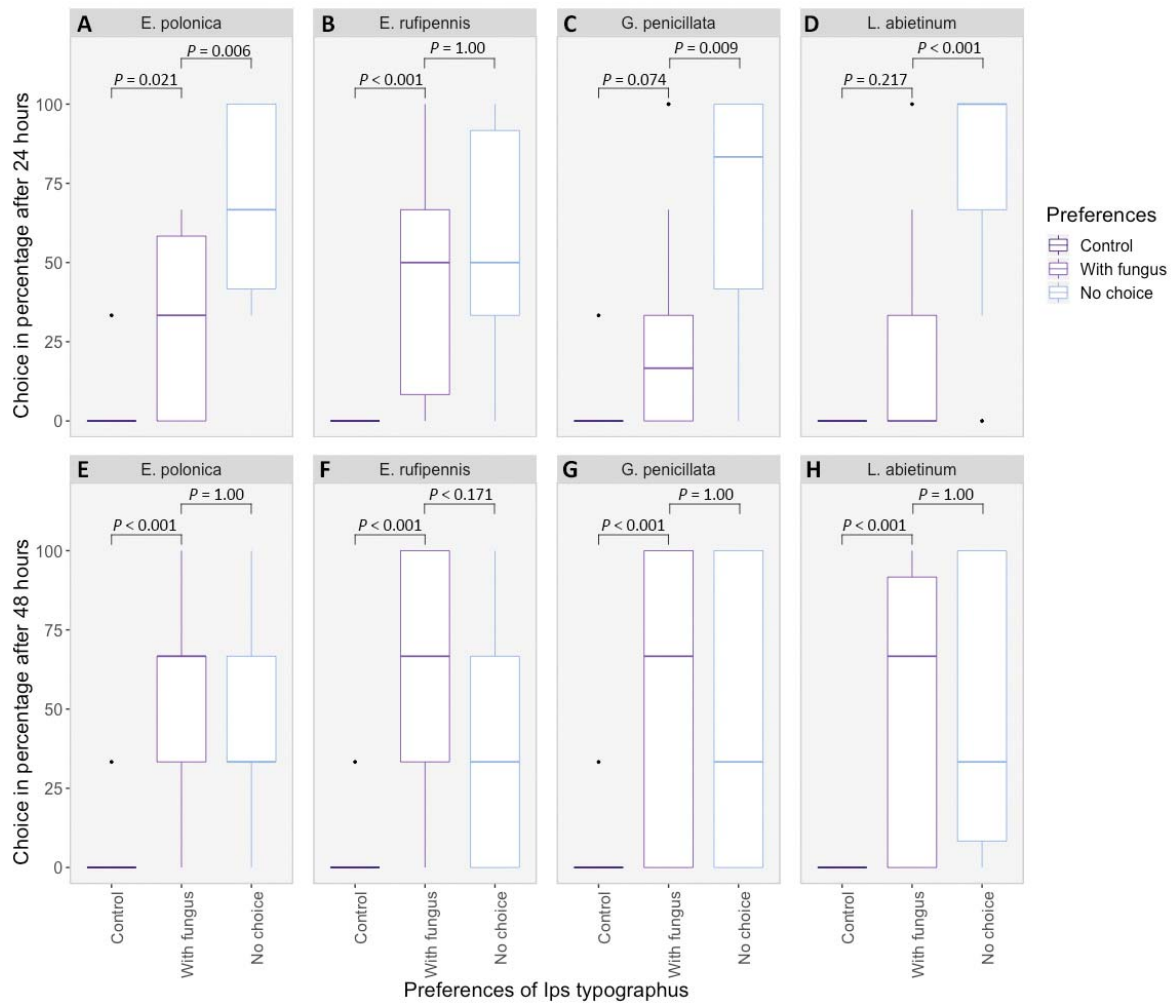 A E. polonica
P = 0.006
P = 0.021
B E. rufipennis
P = 1.00
P < 0.001
C G. penicillata
P = 0.009
P = 0.074
D L. abietinum
P < 0.001
P = 0.217
Choice in percentage after 24 hours
100
75
50
25
0
Preferences
Control
With fungus
No choice
E E. polonica
P = 1.00
P < 0.001
F E. rufipennis
P < 0.171
P < 0.001
G G. penicillata
P = 1.00
P < 0.001
H L. abietinum
P = 1.00
P < 0.001
Choice in percentage after 48 hours
100
75
50
25
0
Control
With fungus
No choice
Control
With fungus
No choice
Control
With fungus
No choice
Control
With fungus
No choice
Preferences of Ips typographus